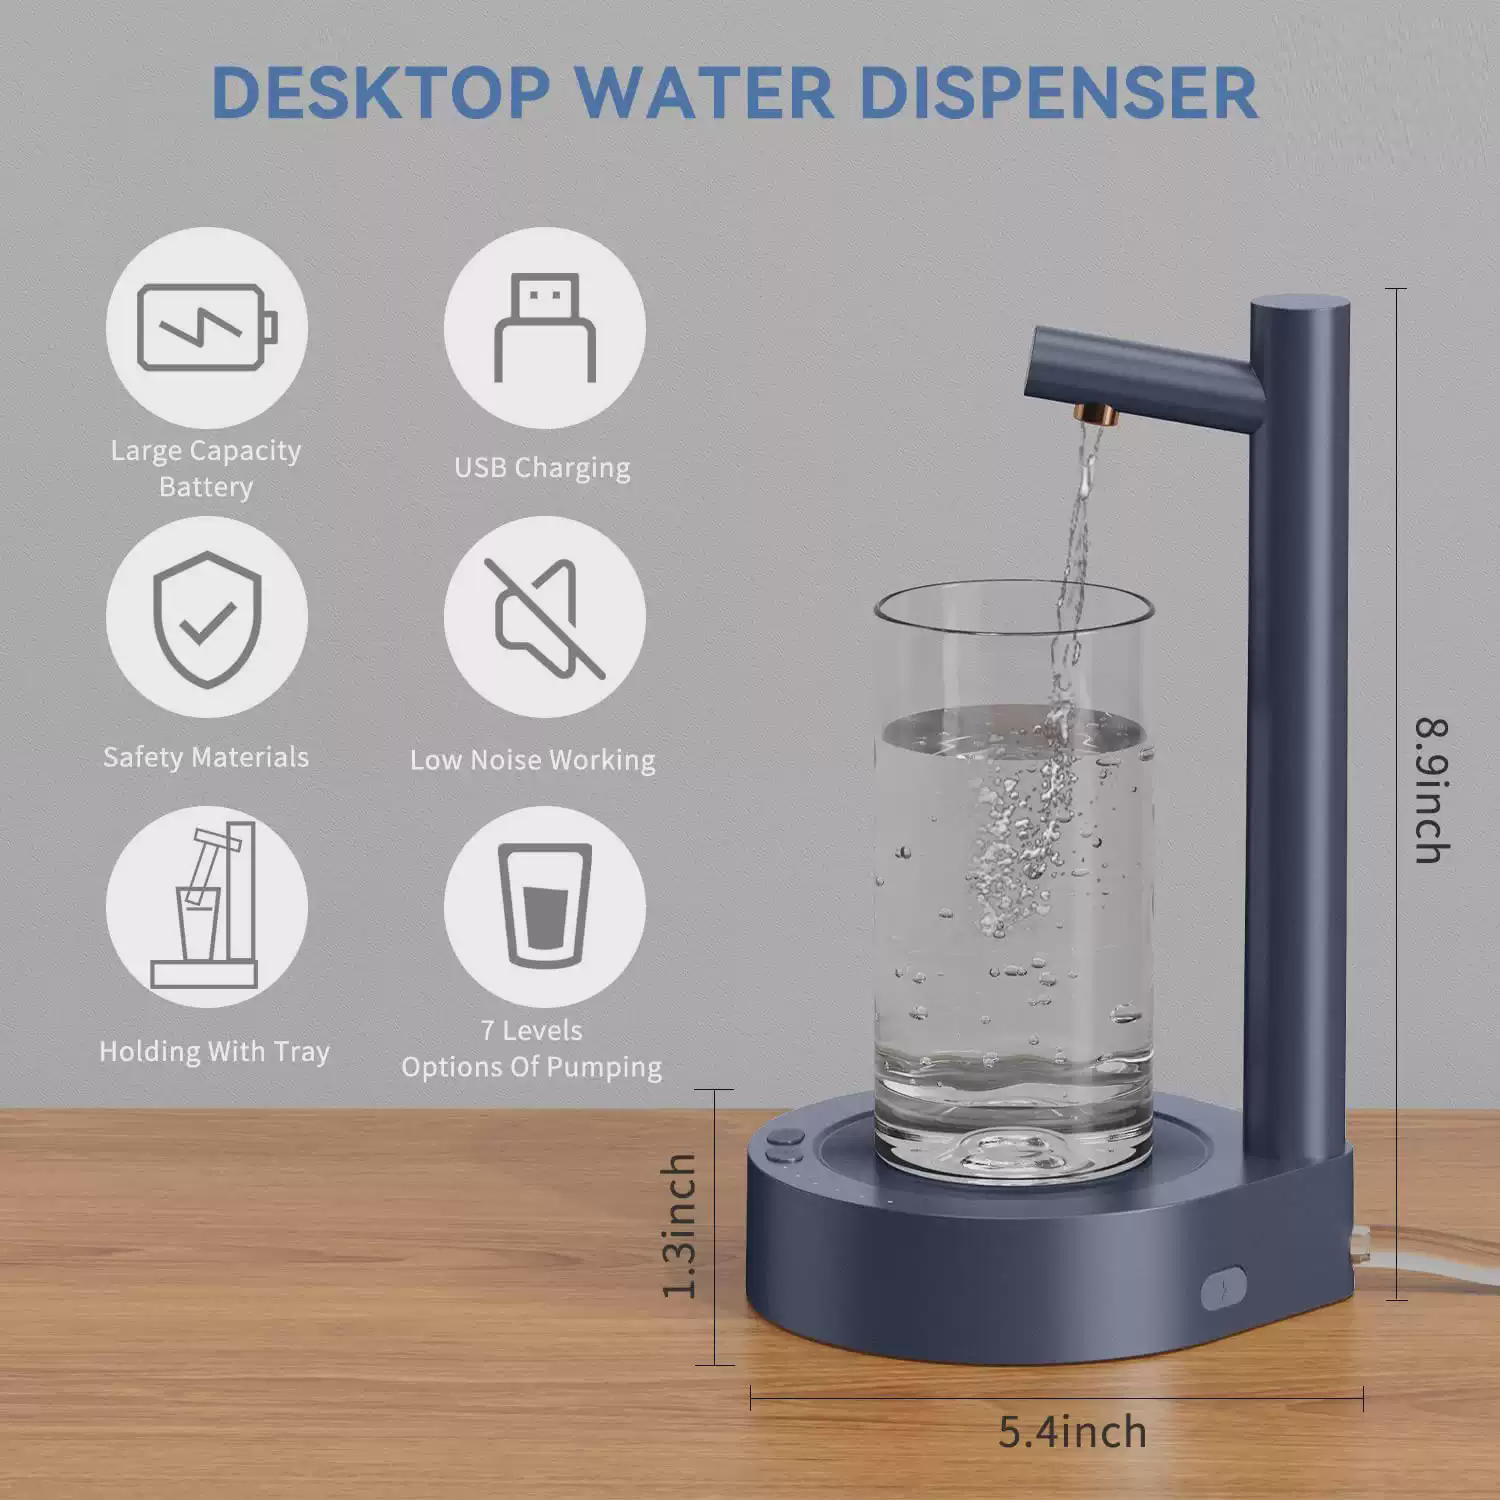 DESKTOP WATER DISPENSER
Large Capacity
Battery
USB Charging
Safety Materials
Low Noise Working
Holding With Tray
7 Levels
Options Of Pumping
8.9inch
1.3inch
5.4inch